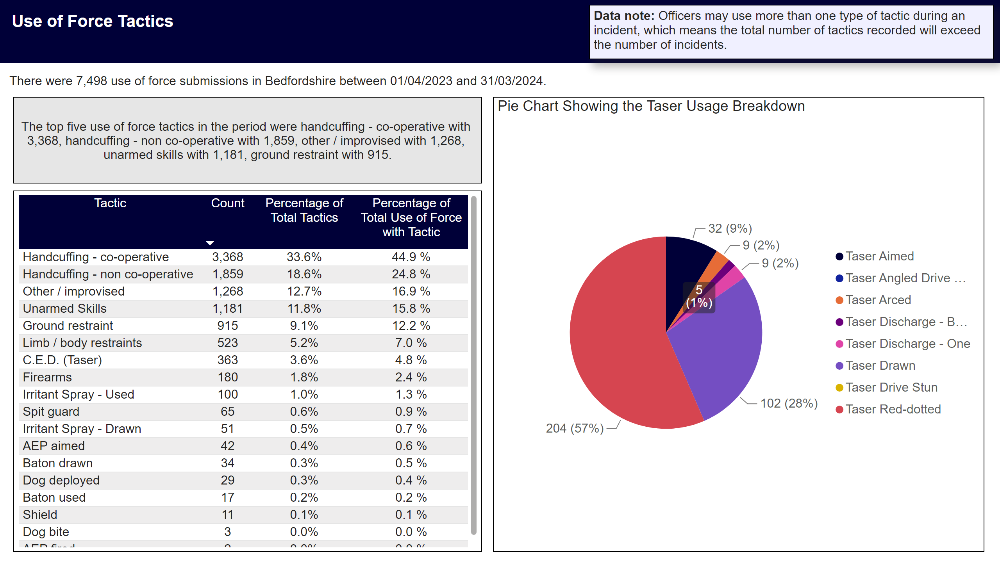 Use of Force Tactics
Data note: Officers may use more than one type of tactic during an
incident, which means the total number of tactics recorded will exceed
the number of incidents.
There were 7,498 use of force submissions in Bedfordshire between 01/04/2023 and 31/03/2024.
The top five use of force tactics in the period were handcuffing - co-operative with
3,368, handcuffing - non co-operative with 1,859, other / improvised with 1,268,
unarmed skills with 1,181, ground restraint with 915.
Tactic Count Percentage of Total Tactics Percentage of Total Use of Force with Tactic
Handcuffing - co-operative 3,368 33.6% 44.9 %
Handcuffing - non co-operative 1,859 18.6% 24.8 %
Other / improvised 1,268 12.7% 16.9 %
Unarmed Skills 1,181 11.8% 15.8 %
Ground restraint 915 9.1% 12.2 %
Limb / body restraints 523 5.2% 7.0 %
C.E.D. (Taser) 363 3.6% 4.8 %
Firearms 180 1.8% 2.4 %
Irritant Spray - Used 100 1.0% 1.3 %
Spit guard 65 0.6% 0.9 %
Irritant Spray - Drawn 51 0.5% 0.7 %
AEP aimed 42 0.4% 0.6 %
Baton drawn 34 0.3% 0.5 %
Dog deployed 29 0.3% 0.4 %
Baton used 17 0.2% 0.2 %
Shield 11 0.1% 0.1 %
Dog bite 3 0.0% 0.0 %
Pie Chart Showing the Taser Usage Breakdown
32 (9%)
9 (2%)
9 (2%)
5
(1%)
102 (28%)
204 (57%)
Taser Aimed
Taser Angled Drive ...
Taser Arced
Taser Discharge - B...
Taser Discharge - One
Taser Drawn
Taser Drive Stun
Taser Red-dotted